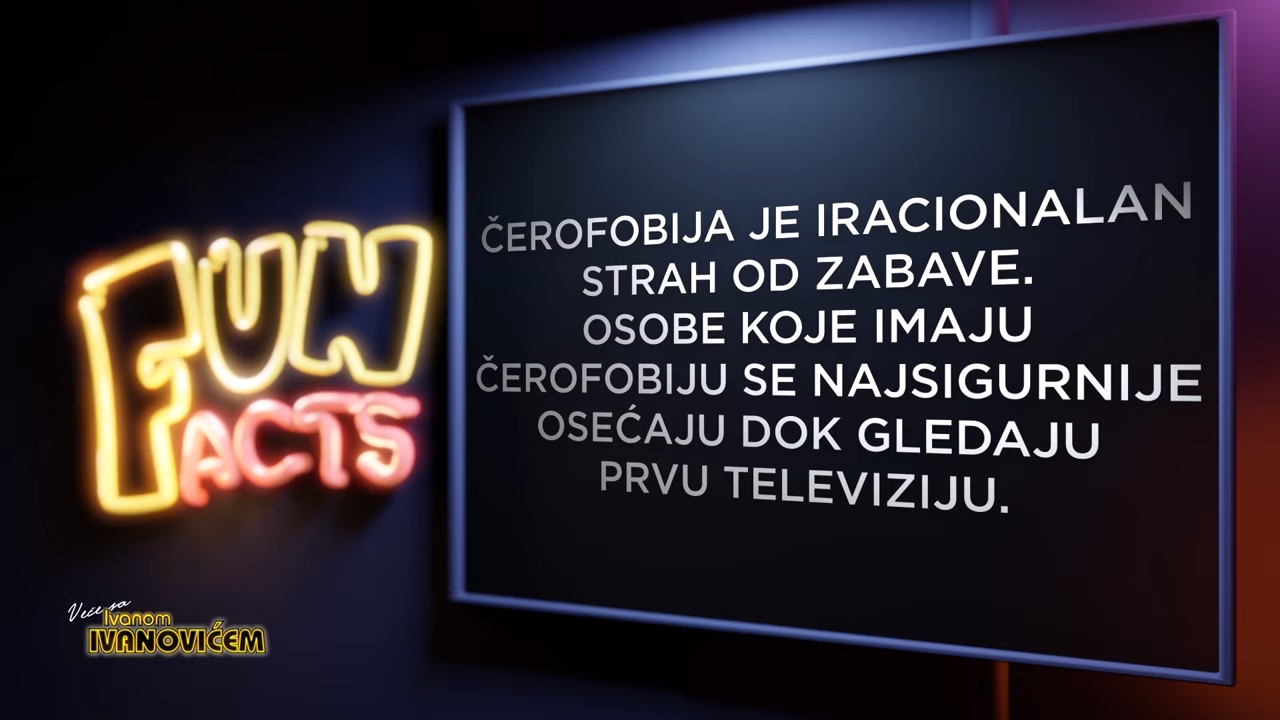 FUN
FACTS
ČEROFOBIJA JE IRACIONALAN
STRAH OD ZABAVE.
OSOBE KOJE IMAJU
ČEROFOBIJU SE NAJSIGURNIJE
OSEĆAJU DOK GLEDAJU
PRVU TELEVIZIJU.
Veče sa
Ivanom
IVANOVIĆEM